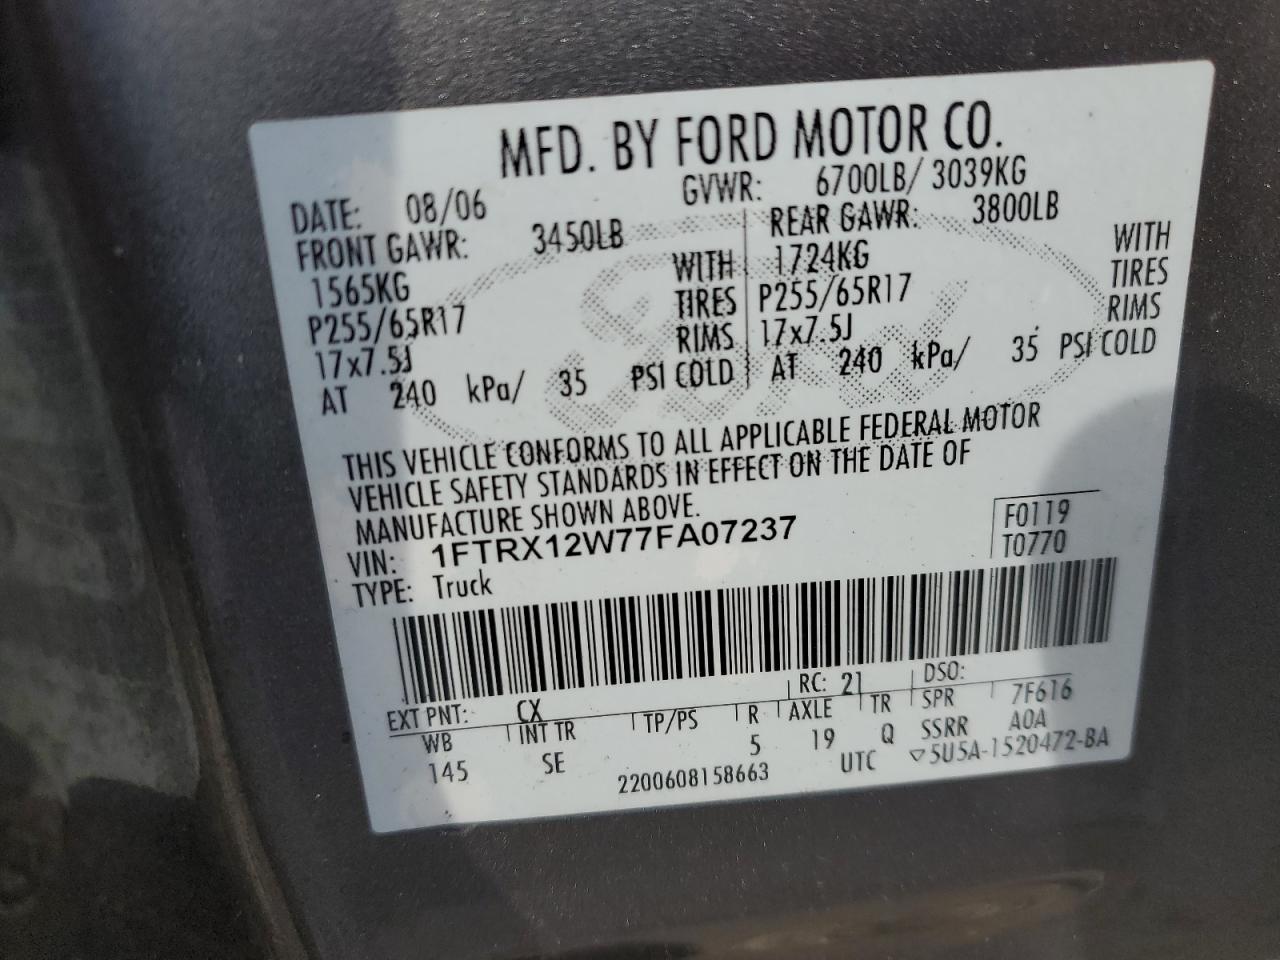 MFD. BY FORD MOTOR CO.
DATE: 08/06 GVWR: 6700LB/ 3039KG
FRONT GAWR: 3450LB REAR GAWR: 3800LB
1565KG WITH 1724KG WITH
P255/65R17 TIRES P255/65R17 TIRES
17x7.5J RIMS 17x7.5J RIMS
AT 240 kPa/ 35 PSI COLD AT 240 kPa/ 35 PSI COLD
THIS VEHICLE CONFORMS TO ALL APPLICABLE FEDERAL MOTOR
VEHICLE SAFETY STANDARDS IN EFFECT ON THE DATE OF
MANUFACTURE SHOWN ABOVE.
VIN: 1FTRX12W77FA07237 F0119
TYPE: Truck T0770
EXT PNT: CX RC: 21 DSO:
WB INT TR TP/PS R AXLE TR SPR 7F616
145 SE 5 19 Q SSRR A0A
2200608158663 UTC ▽5U5A-1520472-BA